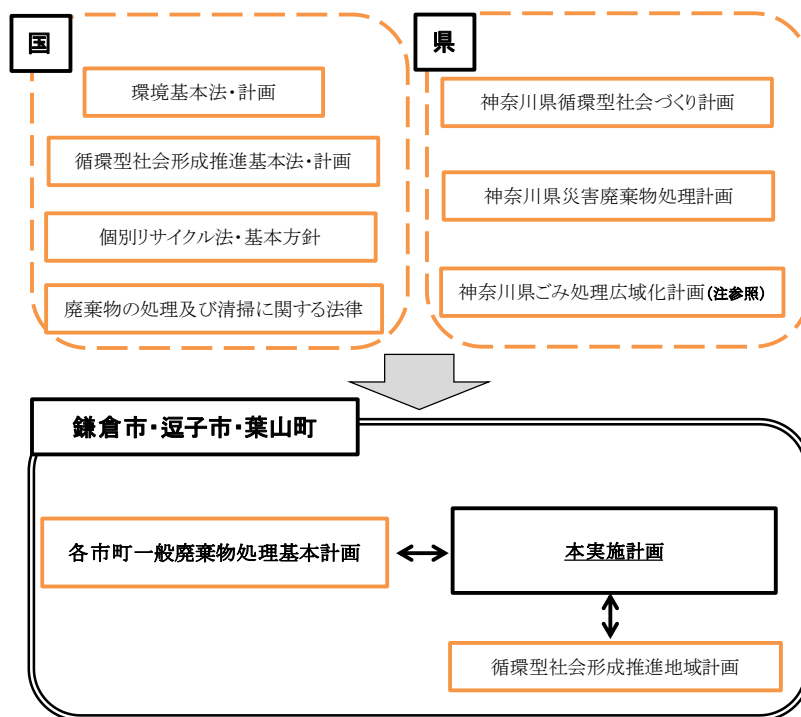 国
環境基本法・計画
循環型社会形成推進基本法・計画
個別リサイクル法・基本方針
廃棄物の処理及び清掃に関する法律
県
神奈川県循環型社会づくり計画
神奈川県災害廃棄物処理計画
神奈川県ごみ処理広域化計画(注参照)
鎌倉市・逗子市・葉山町
各市町一般廃棄物処理基本計画
本実施計画
循環型社会形成推進地域計画